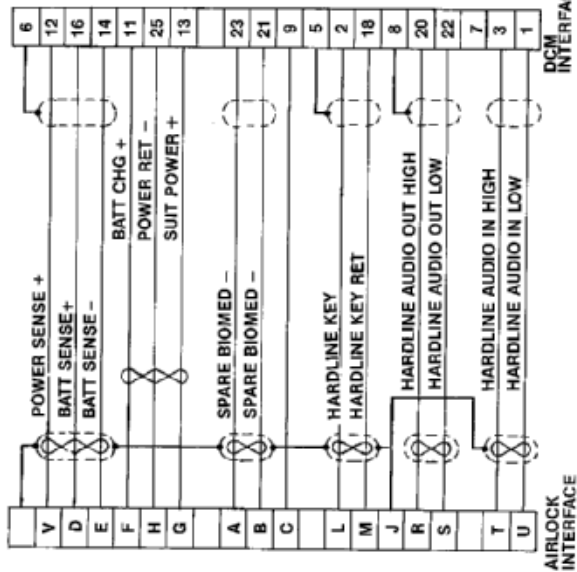 6
12
16
14
11
25
13
23
21
9
5
2
18
8
20
22
7
3
1
DCM
INTERFA
POWER SENSE +
BATT SENSE+
BATT SENSE-
BATT CHG +
POWER RET -
SUIT POWER +
SPARE BIOMED -
SPARE BIOMED -
HARDLINE KEY
HARDLINE KEY RET
HARDLINE AUDIO OUT HIGH
HARDLINE AUDIO OUT LOW
HARDLINE AUDIO IN HIGH
HARDLINE AUDIO IN LOW
V
D
E
F
H
G
A
B
C
L
M
J
R
S
T
U
AIRLOCK
INTERFACE